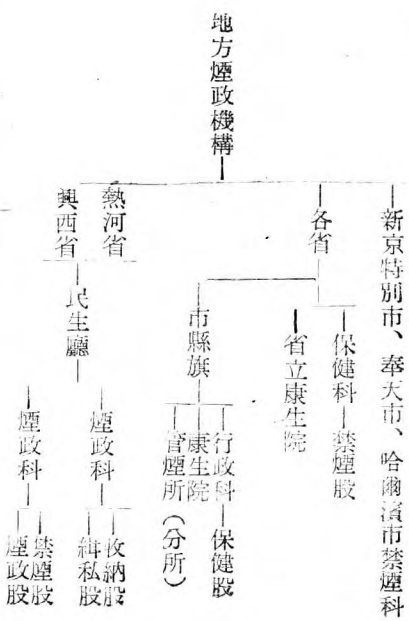 地方煙政機構
新京特別市、奉天市、哈爾濱市禁煙科
各省
保健科 禁煙股
省立康生院
市縣旗
行政科 保健股
康生院
管煙所(分所)
熱河省
興西省
民生廳
煙政科
收納股
緝私股
煙政科
禁煙股
煙政股